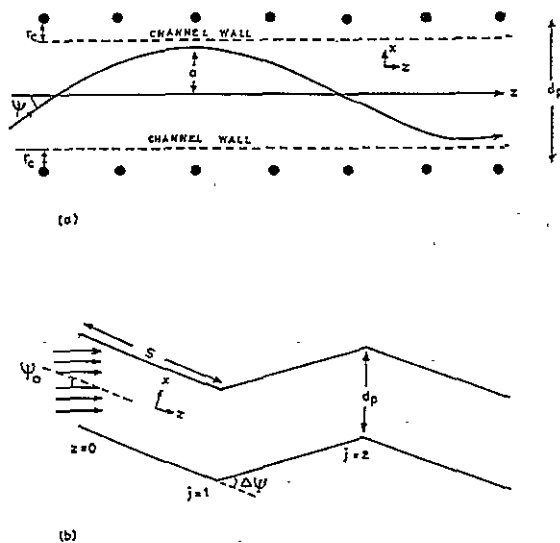 r_c
CHANNEL WALL
x
z
a
ψ
z
d_p
CHANNEL WALL
r_c
(a)
S
ψ_o
x
z
d_p
z=0
j=1
Δψ
j=2
(b)